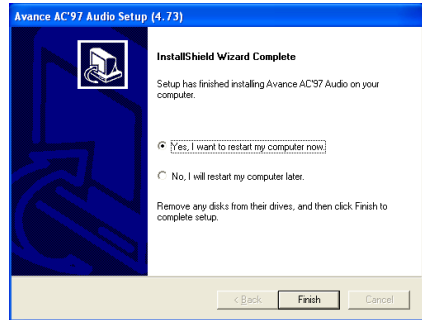 Avance AC'97 Audio Setup (4.73)
InstallShield Wizard Complete
Setup has finished installing Avance AC'97 Audio on your
computer.
Yes, I want to restart my computer now.
No, I will restart my computer later.
Remove any disks from their drives, and then click Finish to
complete setup.
< Back Finish Cancel